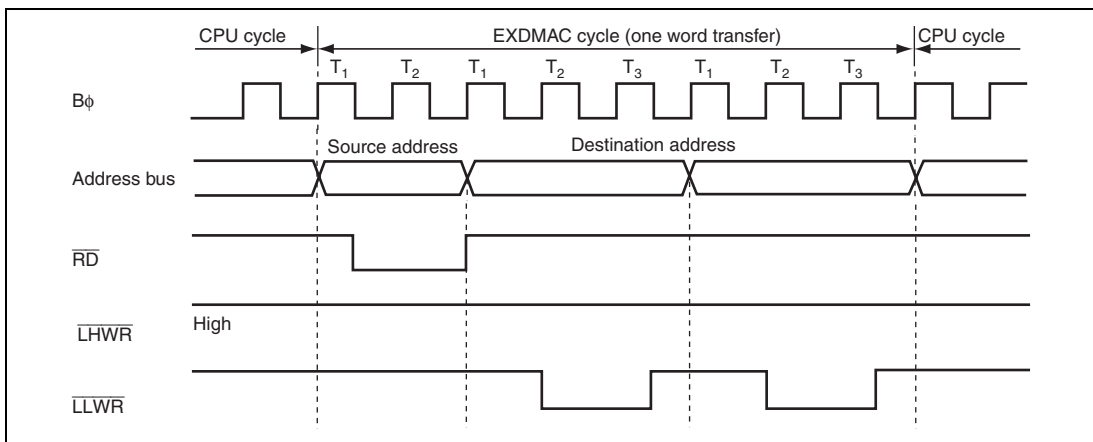 CPU cycle EXDMAC cycle (one word transfer) CPU cycle
T1 T2 T1 T2 T3 T1 T2 T3
Bϕ
Source address Destination address
Address bus
RD
High
LHWR
LLWR